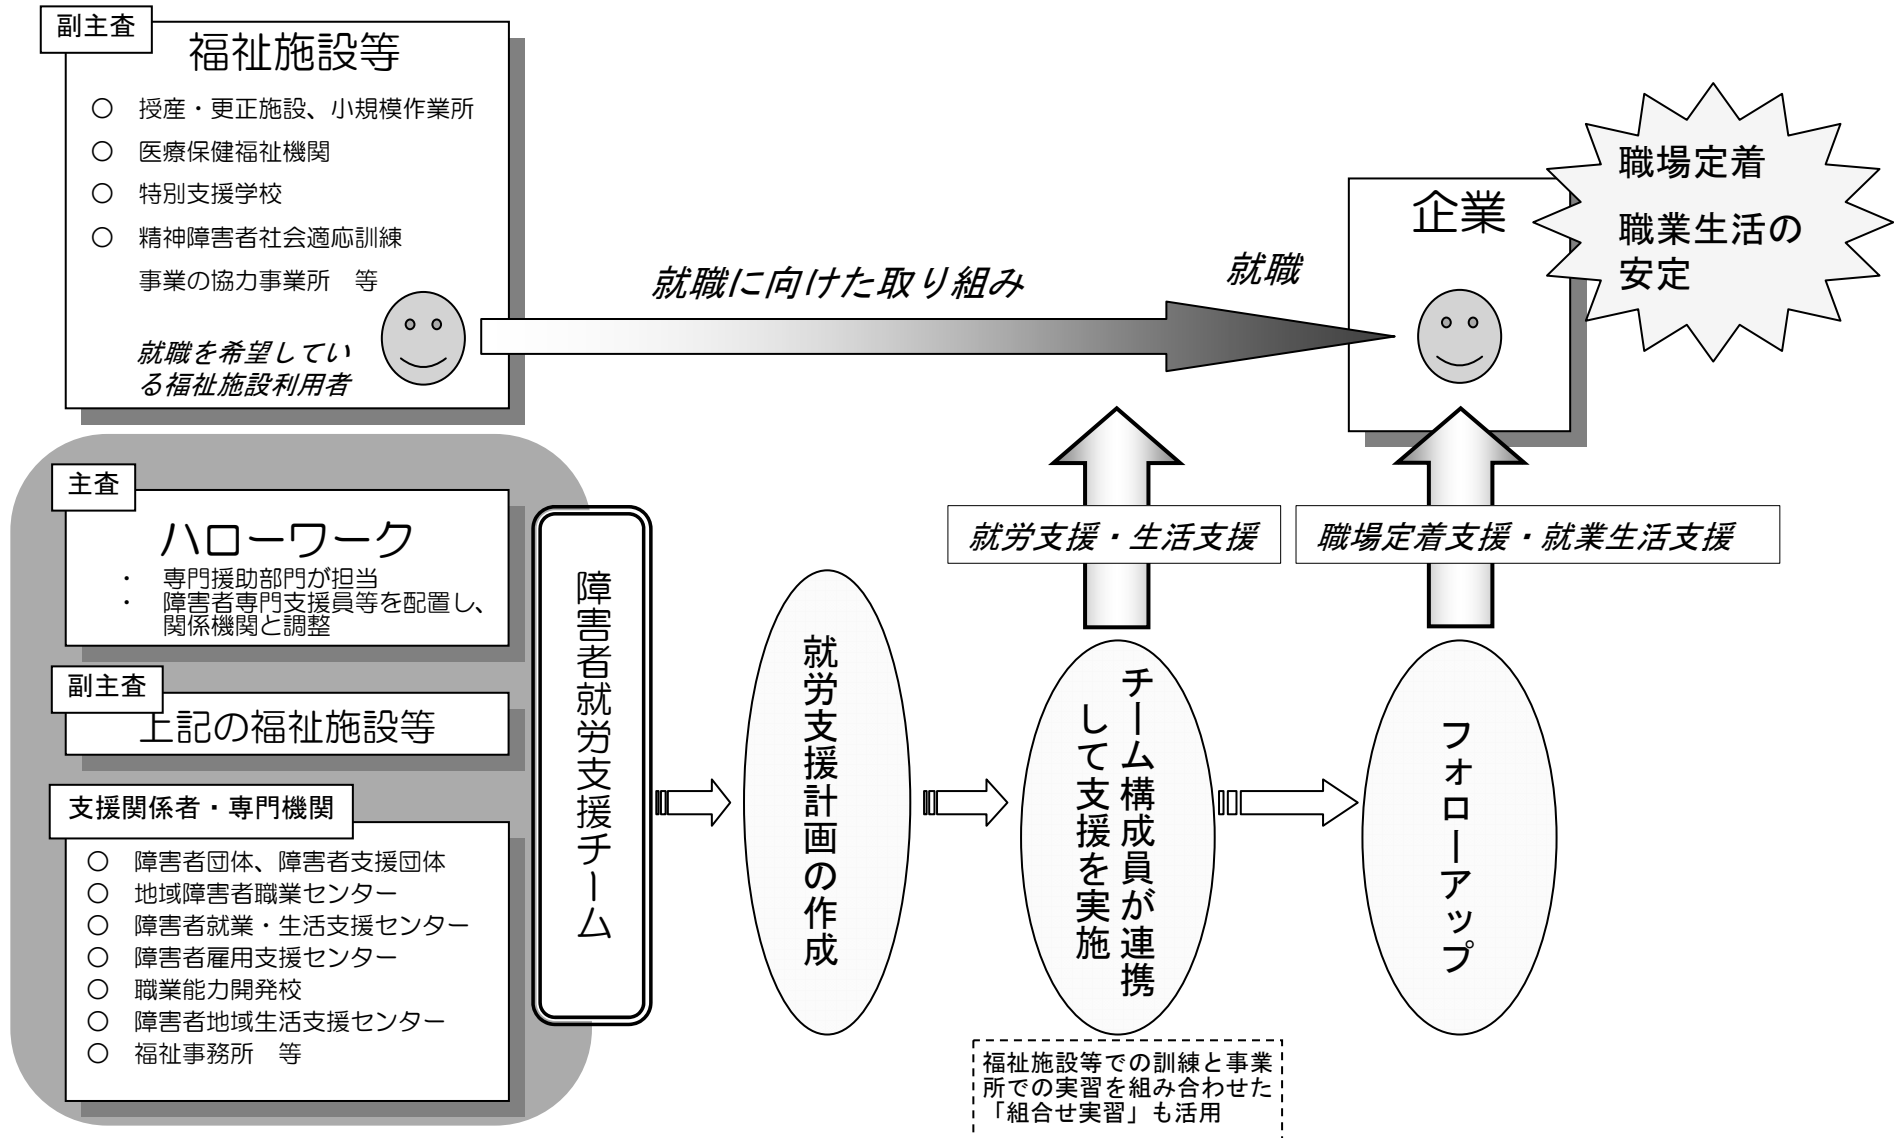 副主査
福祉施設等
○ 授産・更正施設、小規模作業所
○ 医療保健福祉機関
○ 特別支援学校
○ 精神障害者社会適応訓練
事業の協力事業所 等
就職を希望してい
る福祉施設利用者
就職に向けた取り組み
就職
企業
職場定着
職業生活の
安定
主査
ハローワーク
・ 専門援助部門が担当
・ 障害者専門支援員等を配置し、
関係機関と調整
副主査
上記の福祉施設等
支援関係者・専門機関
○ 障害者団体、障害者支援団体
○ 地域障害者職業センター
○ 障害者就業・生活支援センター
○ 障害者雇用支援センター
○ 職業能力開発校
○ 障害者地域生活支援センター
○ 福祉事務所 等
障害者就労支援チーム
就労支援計画の作成
就労支援・生活支援
チーム構成員が連携
して支援を実施
福祉施設等での訓練と事業
所での実習を組み合わせた
「組合せ実習」も活用
職場定着支援・就業生活支援
フォローアップ